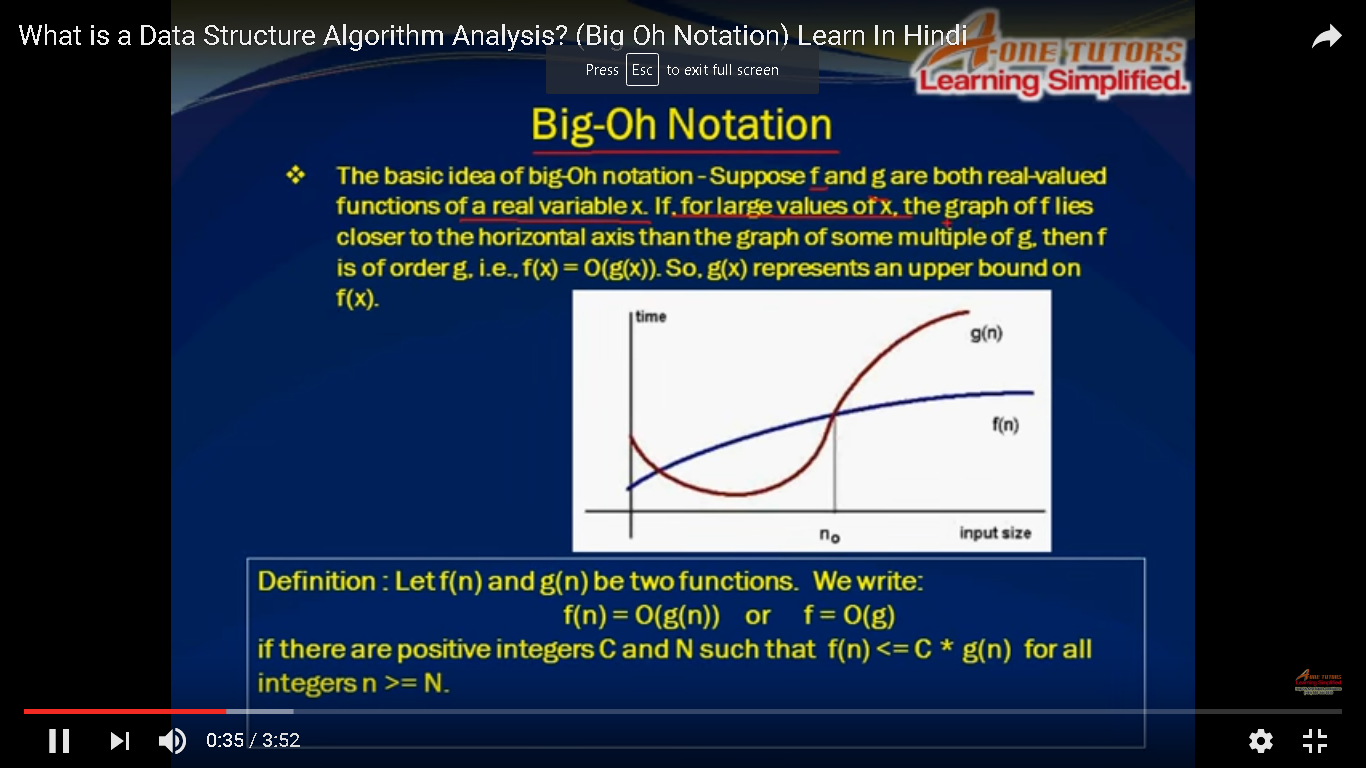 What is a Data Structure Algorithm Analysis? (Big Oh Notation) Learn In Hindi
A-ONE TUTORS
Learning Simplified.
Press Esc to exit full screen
Big-Oh Notation
The basic idea of big-Oh notation - Suppose f and g are both real-valued
functions of a real variable x. If, for large values of x, the graph of f lies
closer to the horizontal axis than the graph of some multiple of g, then f
is of order g, i.e., f(x) = O(g(x)). So, g(x) represents an upper bound on
f(x).
time
g(n)
f(n)
n₀
input size
Definition : Let f(n) and g(n) be two functions. We write:
f(n) = O(g(n)) or f = O(g)
if there are positive integers C and N such that f(n) <= C * g(n) for all
integers n >= N.
A-ONE TUTORS
Learning Simplified.
0:35 / 3:52